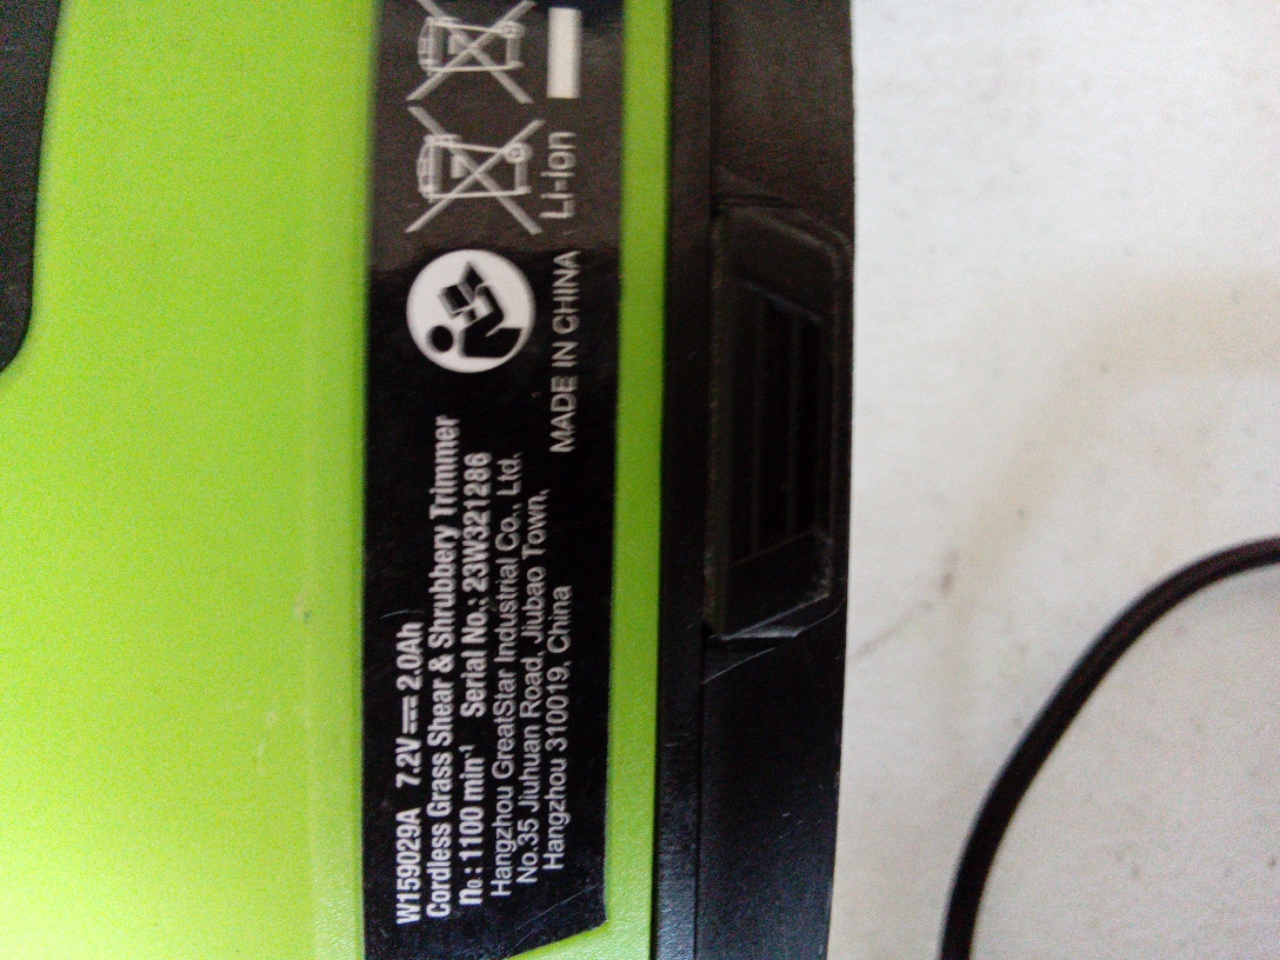 W159029A 7.2V⎓2.0Ah
Cordless Grass Shear & Shrubbery Trimmer
n₀ : 1100 min⁻¹ Serial No.: 23W321286
Hangzhou GreatStar Industrial Co., Ltd.
No.35 Jiuhuan Road, Jiubao Town,
Hangzhou 310019, China
MADE IN CHINA
Li-Ion